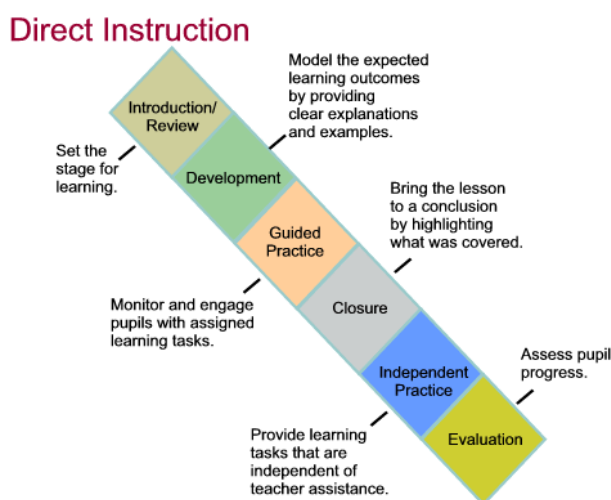 Direct Instruction
Introduction/
Review
Set the
stage for
learning.
Model the expected
learning outcomes
by providing
clear explanations
and examples.
Development
Guided
Practice
Monitor and engage
pupils with assigned
learning tasks.
Bring the lesson
to a conclusion
by highlighting
what was covered.
Closure
Independent
Practice
Provide learning
tasks that are
independent of
teacher assistance.
Assess pupil
progress.
Evaluation